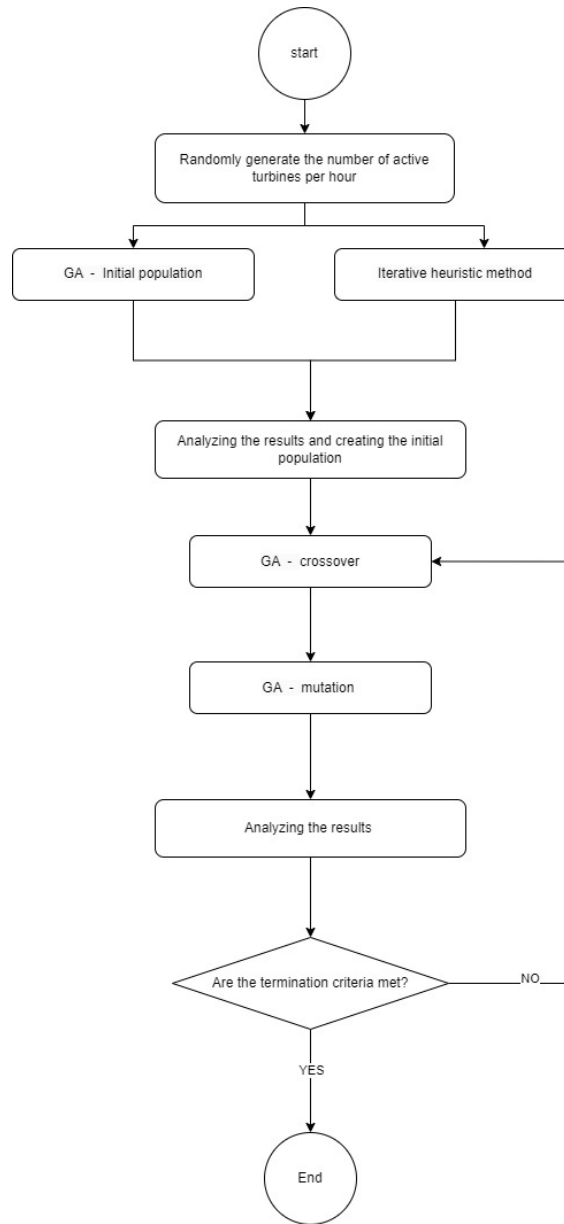 start
Randomly generate the number of active
turbines per hour
GA - Initial population
Iterative heuristic method
Analyzing the results and creating the initial
population
GA - crossover
GA - mutation
Analyzing the results
Are the termination criteria met?
NO
YES
End